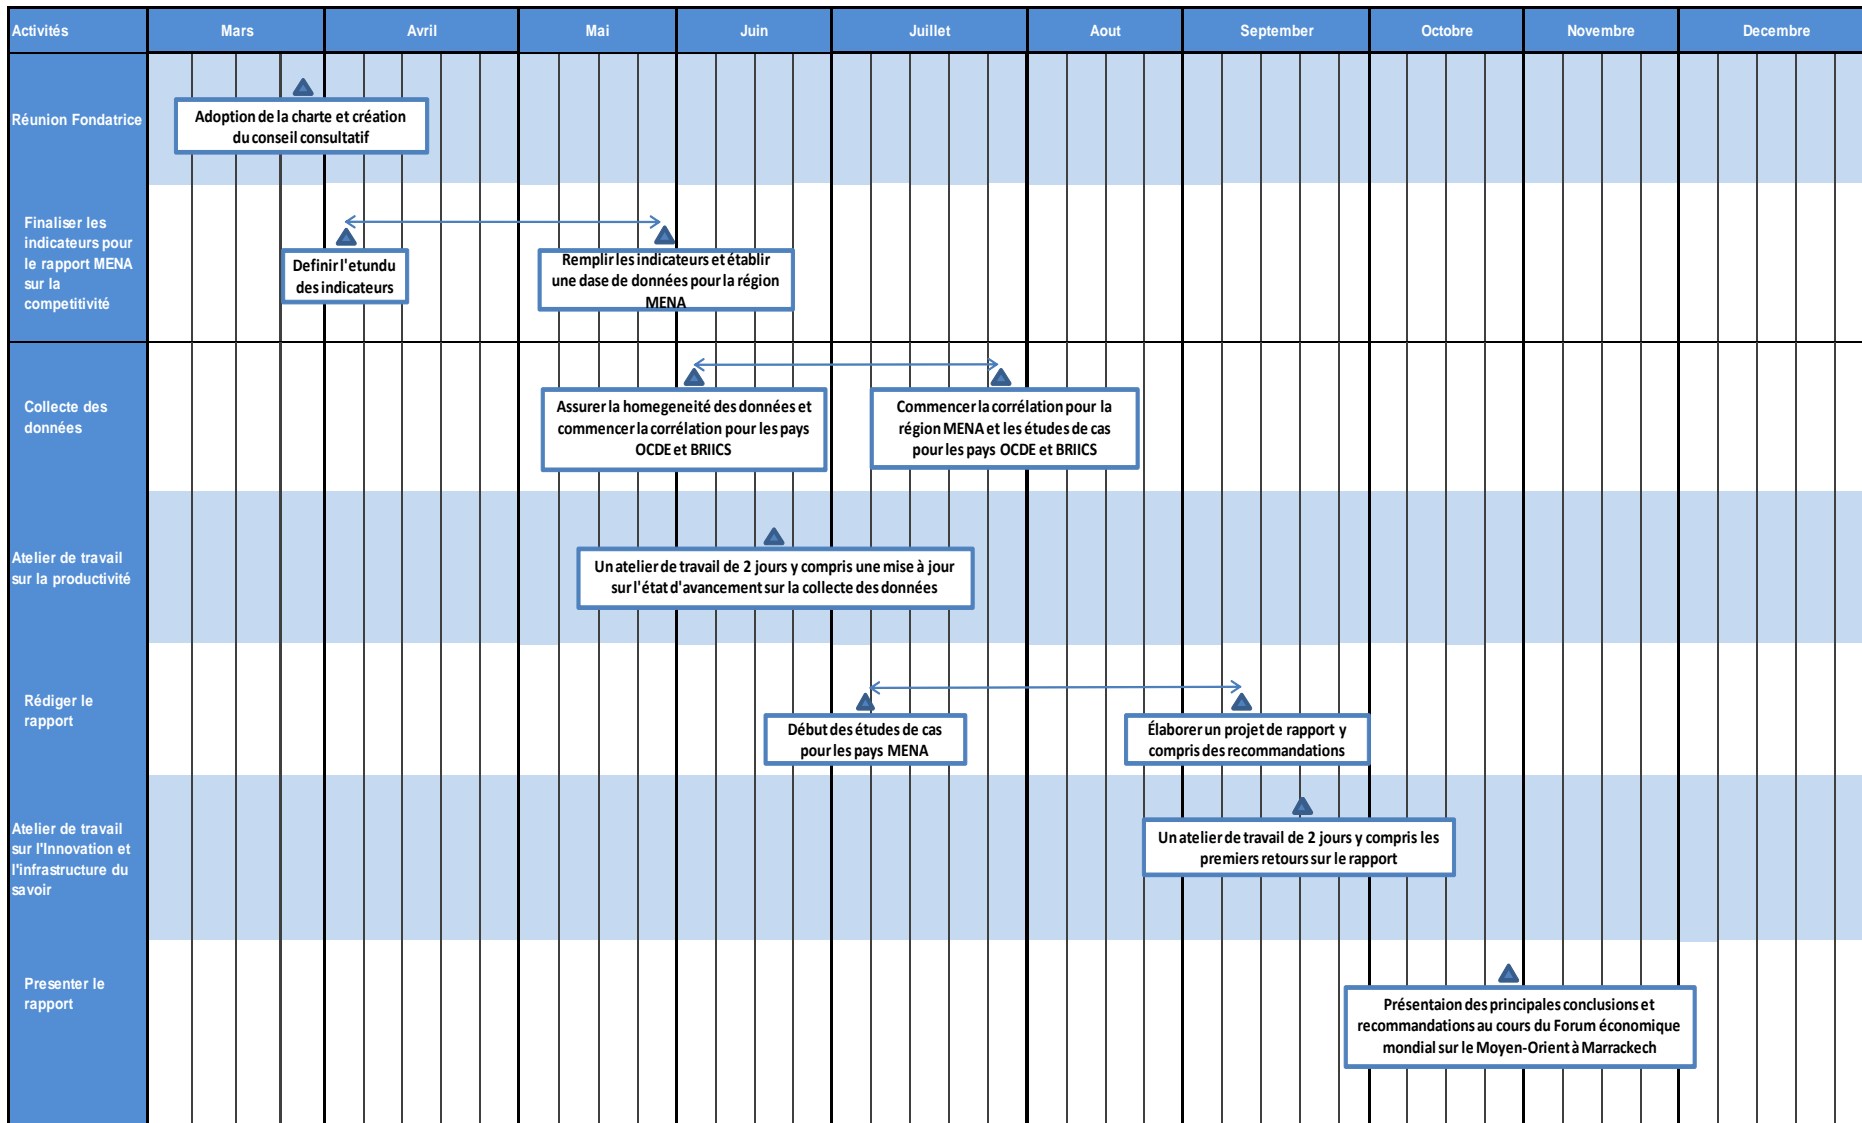 Activités
Mars
Avril
Mai
Juin
Juillet
Aout
September
Octobre
Novembre
Decembre
Réunion Fondatrice
Adoption de la charte et création
du conseil consultatif
Finaliser les
indicateurs pour
le rapport MENA
sur la
competitivité
Definir l'etundu
des indicateurs
Remplir les indicateurs et établir
une dase de données pour la région
MENA
Collecte des
données
Assurer la homegeneité des données et
commencer la corrélation pour les pays
OCDE et BRIICS
Commencer la corrélation pour la
région MENA et les études de cas
pour les pays OCDE et BRIICS
Atelier de travail
sur la productivité
Un atelier de travail de 2 jours y compris une mise à jour
sur l'état d'avancement sur la collecte des données
Rédiger le
rapport
Début des études de cas
pour les pays MENA
Élaborer un projet de rapport y
compris des recommandations
Atelier de travail
sur l'Innovation et
l'infrastructure du
savoir
Un atelier de travail de 2 jours y compris les
premiers retours sur le rapport
Presenter le
rapport
Présentaion des principales conclusions et
recommandations au cours du Forum économique
mondial sur le Moyen-Orient à Marrackech